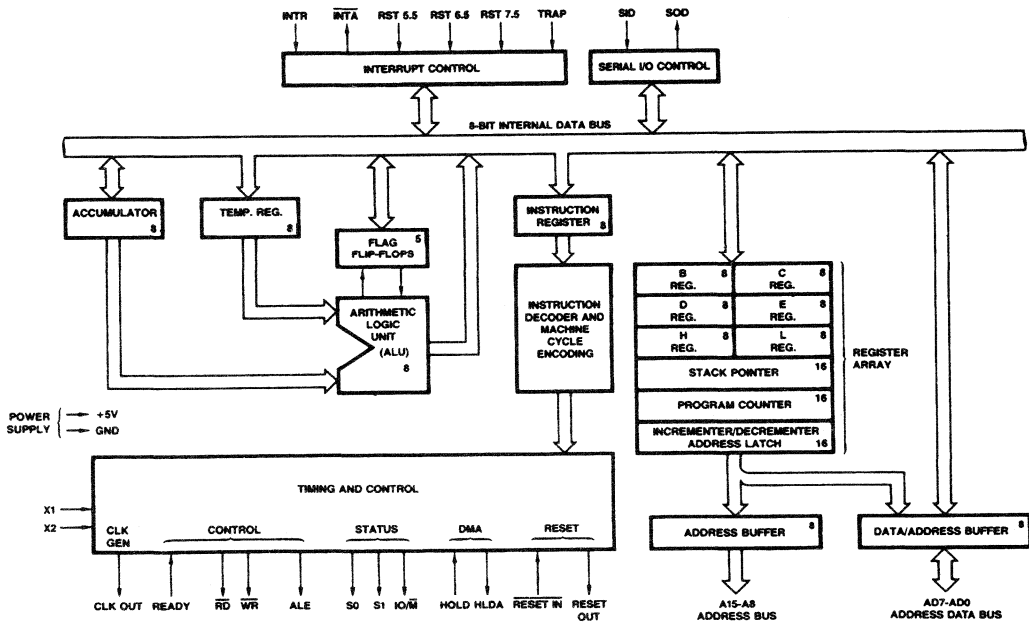 INTR INTA RST 5.5 RST 6.5 RST 7.5 TRAP SID SOD
INTERRUPT CONTROL
SERIAL I/O CONTROL
8-BIT INTERNAL DATA BUS
ACCUMULATOR
8
TEMP. REG.
8
FLAG
FLIP-FLOPS
5
INSTRUCTION
REGISTER
8
ARITHMETIC
LOGIC
UNIT
(ALU)
8
INSTRUCTION
DECODER AND
MACHINE
CYCLE
ENCODING
B
REG.
8
C
REG.
8
D
REG.
8
E
REG.
8
H
REG.
8
L
REG.
8
STACK POINTER
16
PROGRAM COUNTER
16
INCREMENTER/DECREMENTER
ADDRESS LATCH
16
REGISTER
ARRAY
POWER
SUPPLY
+5V
GND
TIMING AND CONTROL
X1
X2
CLK
GEN
CONTROL
STATUS
DMA
RESET
CLK OUT
READY
RD
WR
ALE
S0
S1
IO/M
HOLD
HLDA
RESET IN
RESET
OUT
ADDRESS BUFFER
8
DATA/ADDRESS BUFFER
8
A15-A8
ADDRESS BUS
AD7-AD0
ADDRESS DATA BUS